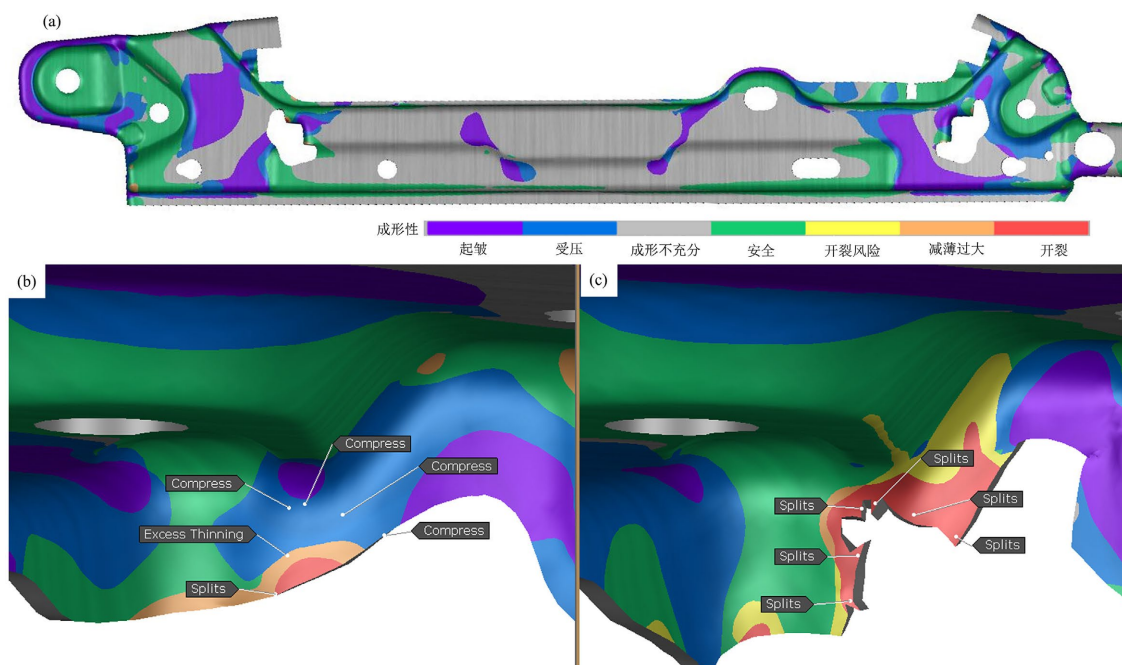 (a)
成形性
起皱 受压 成形不充分 安全 开裂风险 减薄过大 开裂
(b)
Compress
Compress
Compress
Excess Thinning
Compress
Splits
(c)
Splits
Splits
Splits
Splits
Splits
Splits